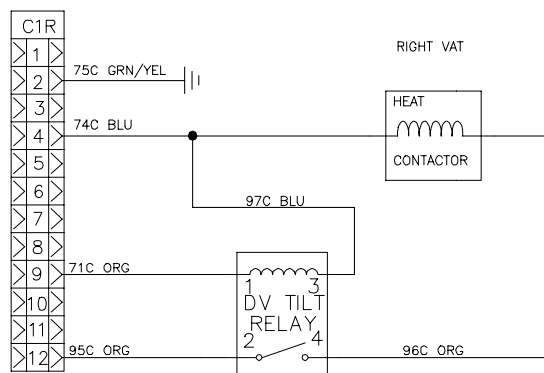 C1R
RIGHT VAT
1
75C GRN/YEL
2
HEAT
3
74C BLU
4
CONTACTOR
5
6
97C BLU
7
8
71C ORG
9
1 3
DV TILT
10
RELAY
11
2 4
95C ORG
96C ORG
12